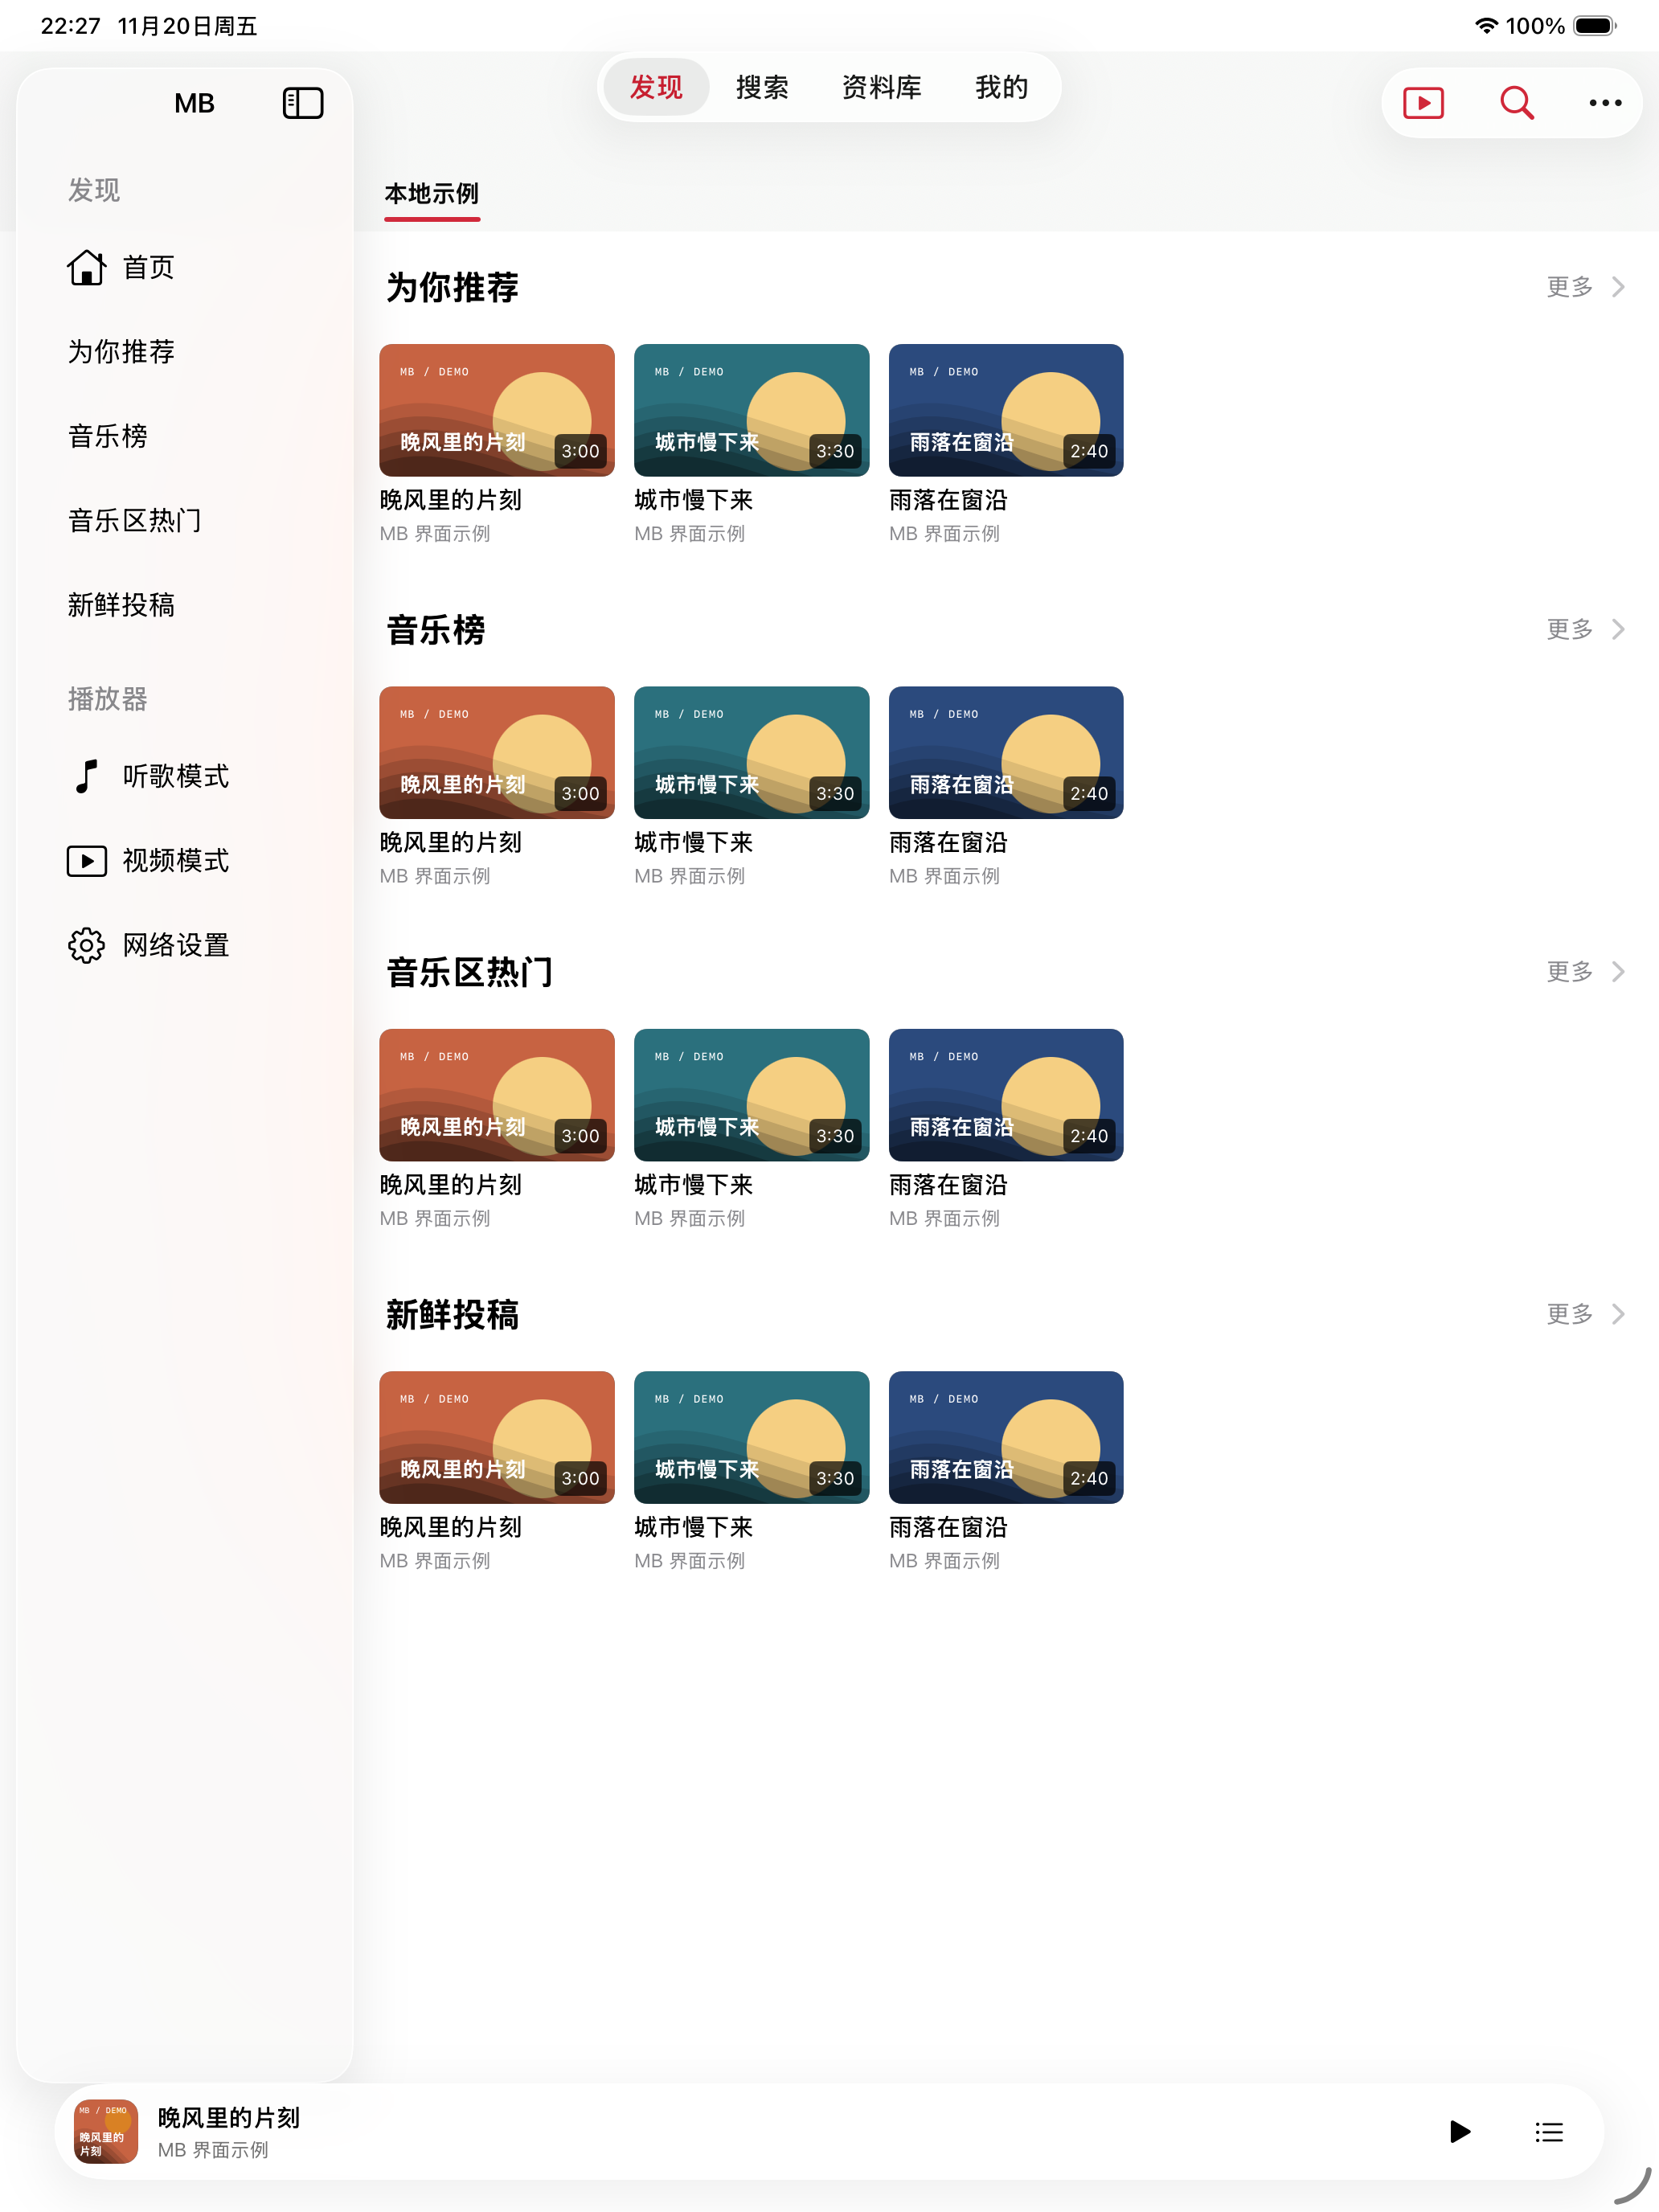 22:27 11月20日周五
100%
MB
发现 搜索 资料库 我的
发现
首页
为你推荐
音乐榜
音乐区热门
新鲜投稿
播放器
听歌模式
视频模式
网络设置
本地示例
为你推荐
更多
MB / DEMO
晚风里的片刻
3:00
晚风里的片刻
MB 界面示例
MB / DEMO
城市慢下来
3:30
城市慢下来
MB 界面示例
MB / DEMO
雨落在窗沿
2:40
雨落在窗沿
MB 界面示例
音乐榜
更多
MB / DEMO
晚风里的片刻
3:00
晚风里的片刻
MB 界面示例
MB / DEMO
城市慢下来
3:30
城市慢下来
MB 界面示例
MB / DEMO
雨落在窗沿
2:40
雨落在窗沿
MB 界面示例
音乐区热门
更多
MB / DEMO
晚风里的片刻
3:00
晚风里的片刻
MB 界面示例
MB / DEMO
城市慢下来
3:30
城市慢下来
MB 界面示例
MB / DEMO
雨落在窗沿
2:40
雨落在窗沿
MB 界面示例
新鲜投稿
更多
MB / DEMO
晚风里的片刻
3:00
晚风里的片刻
MB 界面示例
MB / DEMO
城市慢下来
3:30
城市慢下来
MB 界面示例
MB / DEMO
雨落在窗沿
2:40
雨落在窗沿
MB 界面示例
MB / DEMO
晚风里的
片刻
晚风里的片刻
MB 界面示例